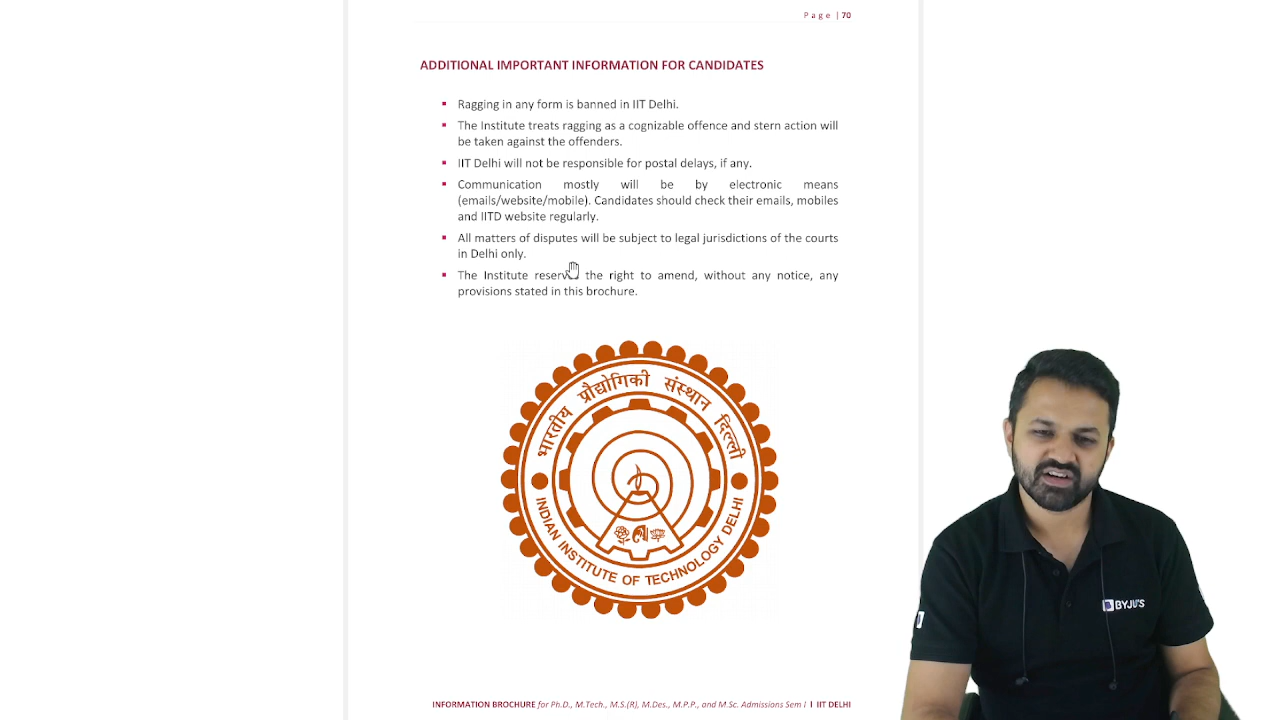 Page | 70
ADDITIONAL IMPORTANT INFORMATION FOR CANDIDATES
▪ Ragging in any form is banned in IIT Delhi.
▪ The Institute treats ragging as a cognizable offence and stern action will
be taken against the offenders.
▪ IIT Delhi will not be responsible for postal delays, if any.
▪ Communication mostly will be by electronic means
(emails/website/mobile). Candidates should check their emails, mobiles
and IITD website regularly.
▪ All matters of disputes will be subject to legal jurisdictions of the courts
in Delhi only.
▪ The Institute reserves the right to amend, without any notice, any
provisions stated in this brochure.
भारतीय प्रौद्योगिकी संस्थान दिल्ली
INDIAN INSTITUTE OF TECHNOLOGY DELHI
BYJU'S
INFORMATION BROCHURE for Ph.D., M.Tech., M.S.(R), M.Des., M.P.P., and M.Sc. Admissions Sem I I IIT DELHI